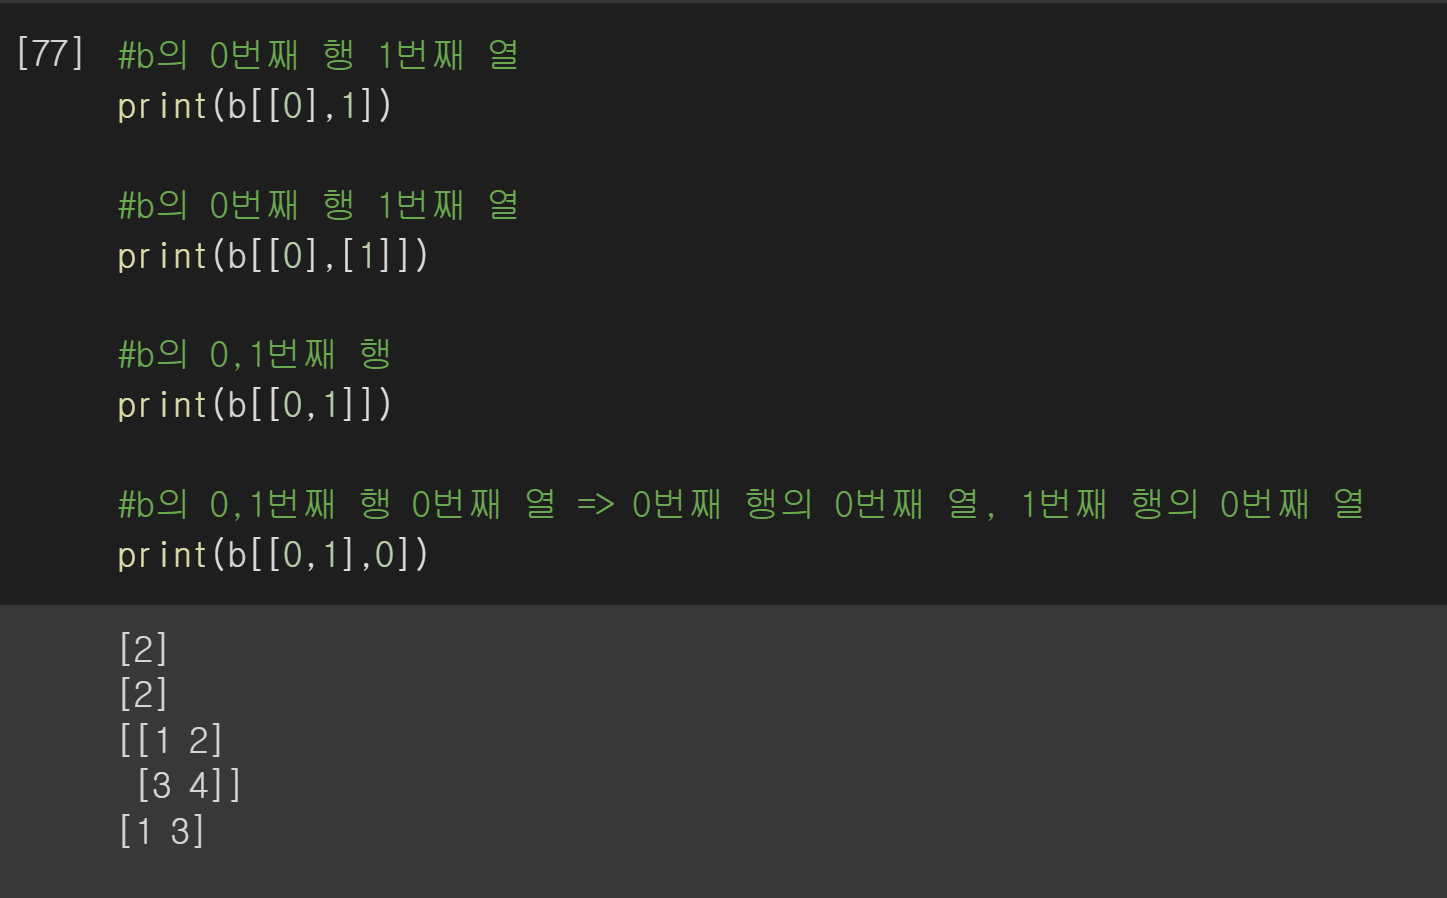 [77] #b의 0번째 행 1번째 열
print(b[[0],1])
#b의 0번째 행 1번째 열
print(b[[0],[1]])
#b의 0,1번째 행
print(b[[0,1]])
#b의 0,1번째 행 0번째 열 => 0번째 행의 0번째 열, 1번째 행의 0번째 열
print(b[[0,1],0])
[2]
[2]
[[1 2]
 [3 4]]
[1 3]